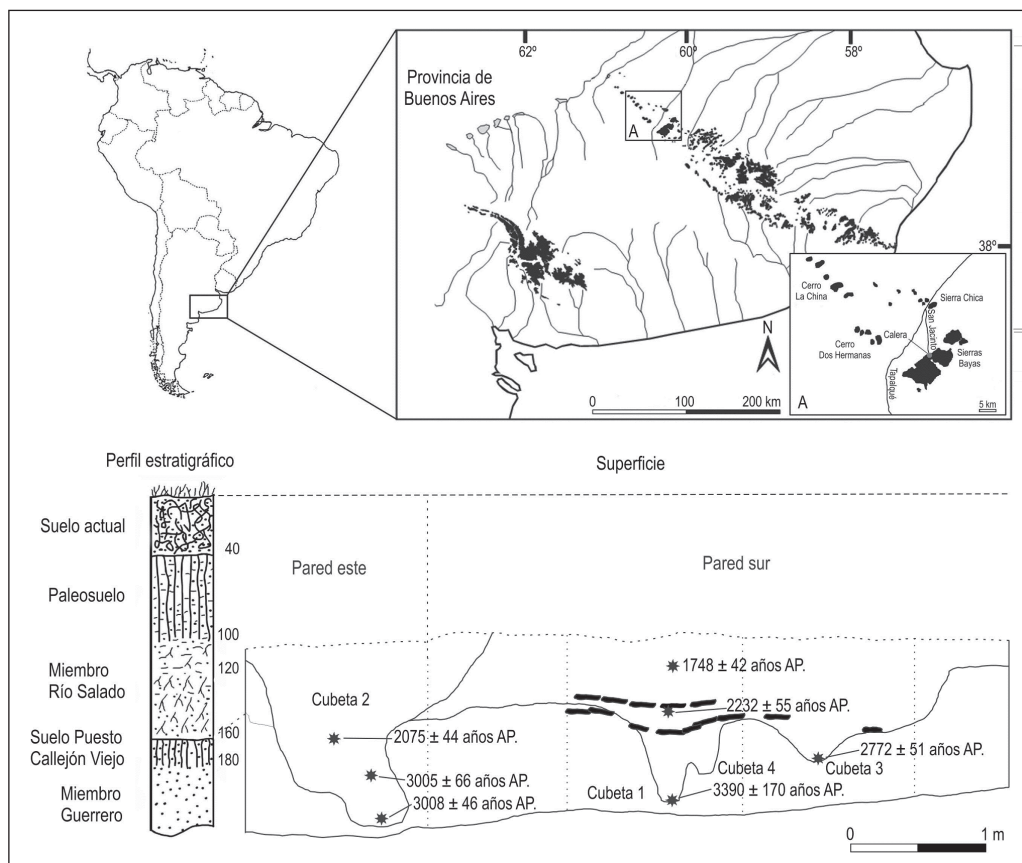 62º
60º
58º
Provincia de
Buenos Aires
A
38º
N
0
100
200 km
Cerro
La China
Sierra Chica
San Jacinto
Calera
Cerro
Dos Hermanas
Sierras
Bayas
Tapalqué
A
5 km
Perfil estratigráfico
Superficie
Suelo actual
40
Pared este
Pared sur
Paleosuelo
100
120
Miembro
Río Salado
1748 ± 42 años AP.
Cubeta 2
2232 ± 55 años AP.
160
Suelo Puesto
Callejón Viejo
2075 ± 44 años AP.
2772 ± 51 años AP.
180
Cubeta 4
Cubeta 3
3005 ± 66 años AP.
Cubeta 1
3390 ± 170 años AP.
Miembro
Guerrero
3008 ± 46 años AP.
0
1 m